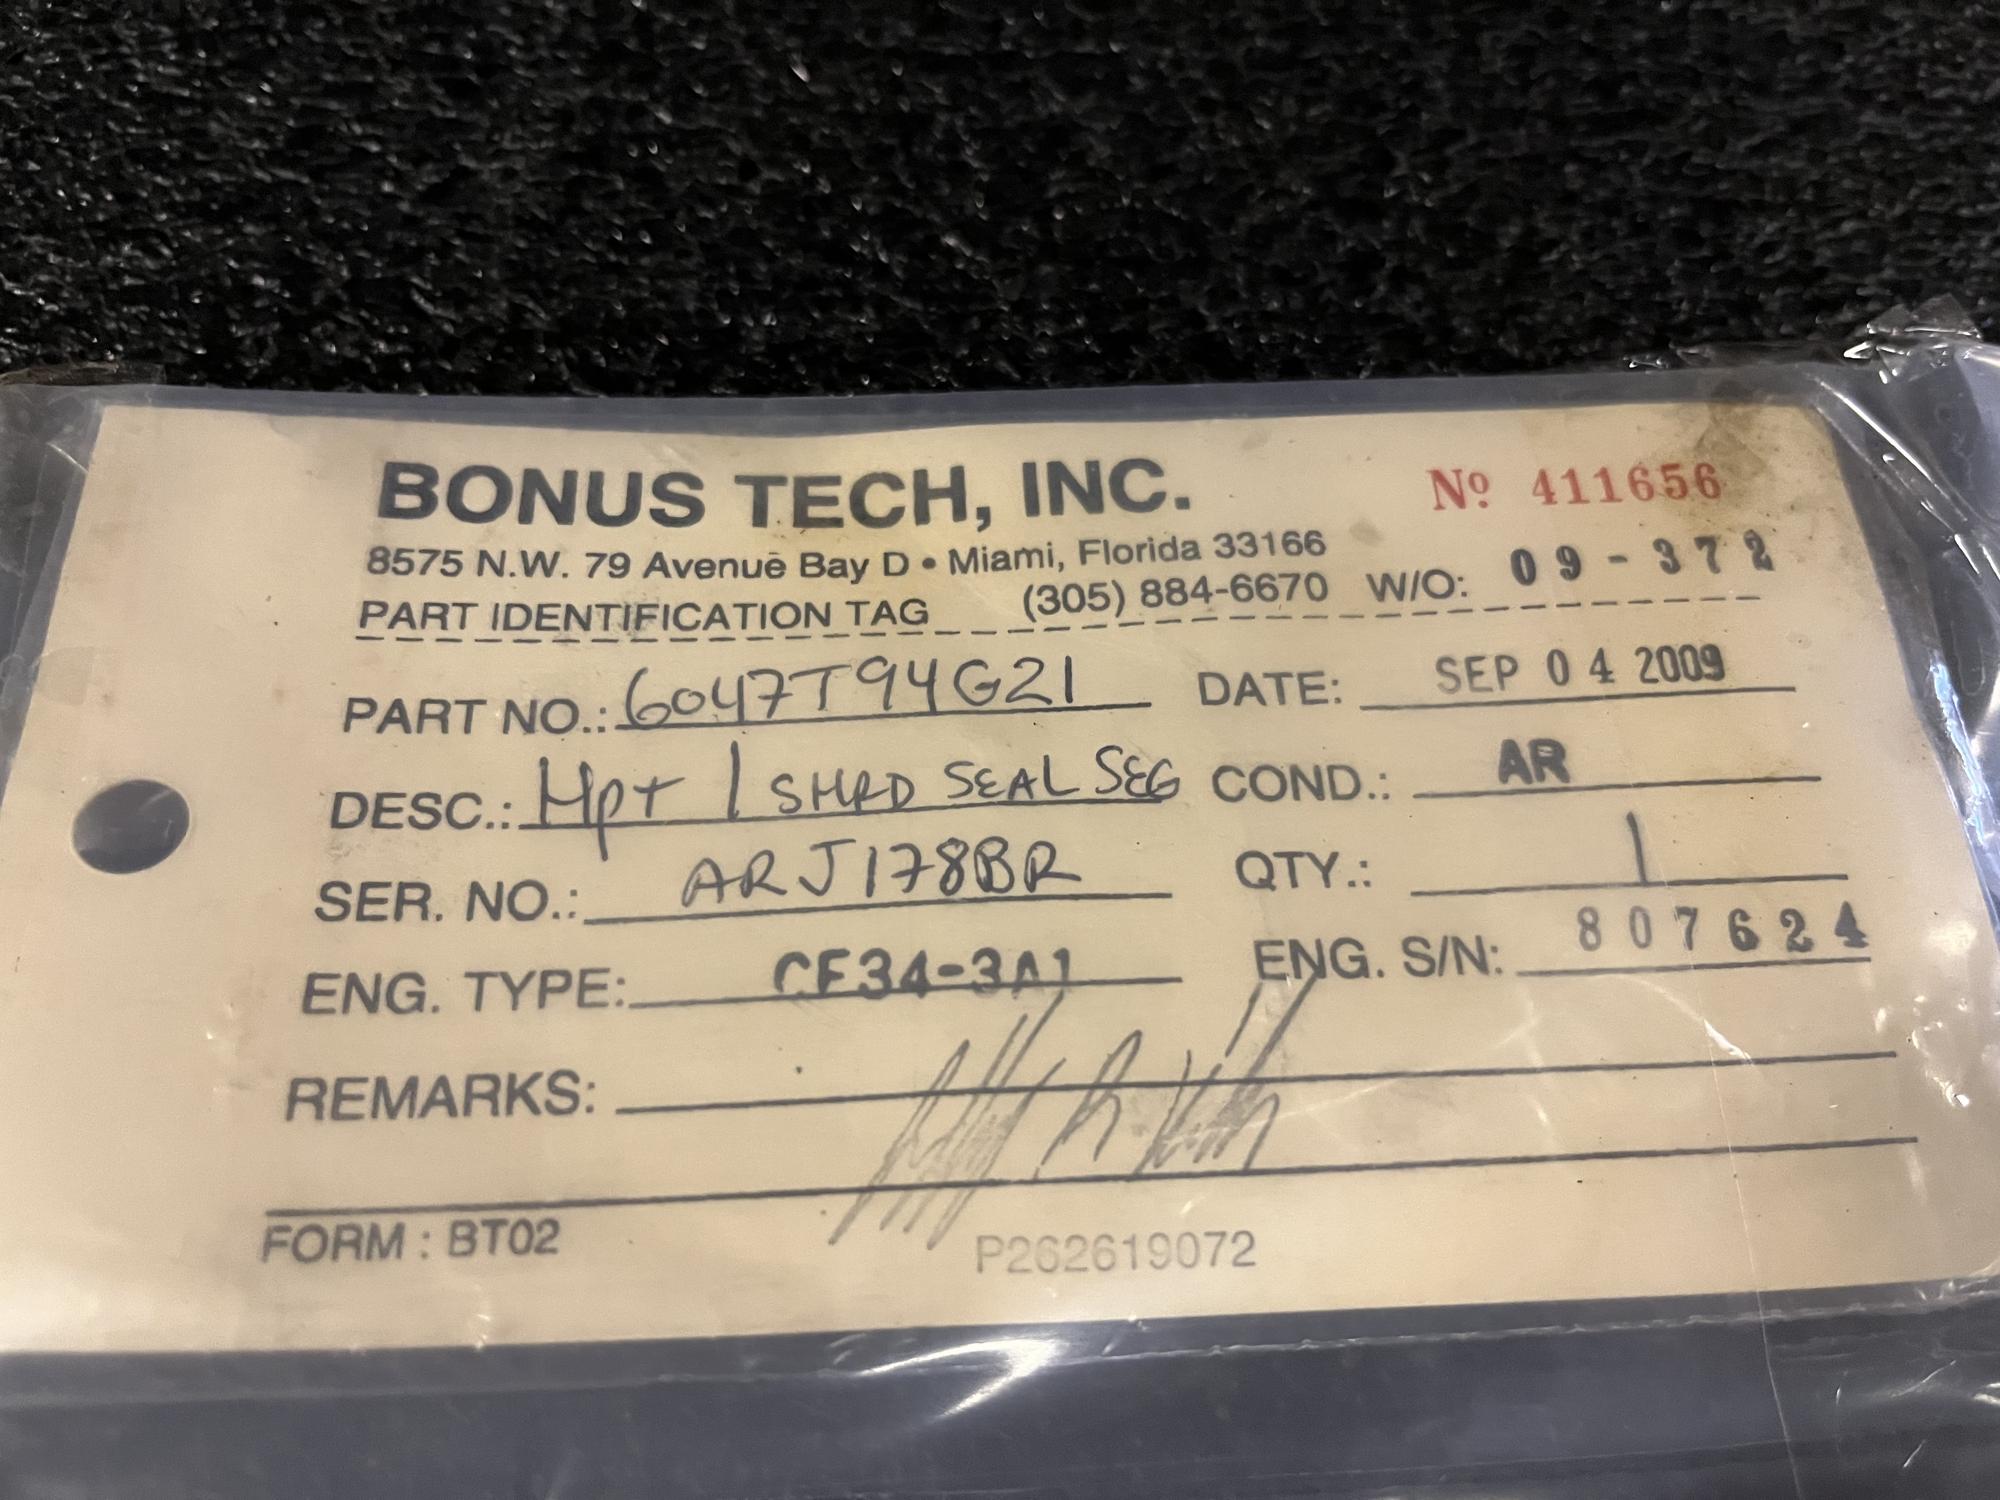 BONUS TECH, INC.
Nº 411656
8575 N.W. 79 Avenue Bay D • Miami, Florida 33166
PART IDENTIFICATION TAG (305) 884-6670 W/O: 09-372
PART NO.: 6047T94G21 DATE: SEP 04 2009
DESC.: Hpt 1 SHRD SEAL SEG COND.: AR
SER. NO.: ARJ178BR QTY.: 1
ENG. TYPE: CF34-3A1 ENG. S/N: 807624
REMARKS:
FORM : BT02
P262619072